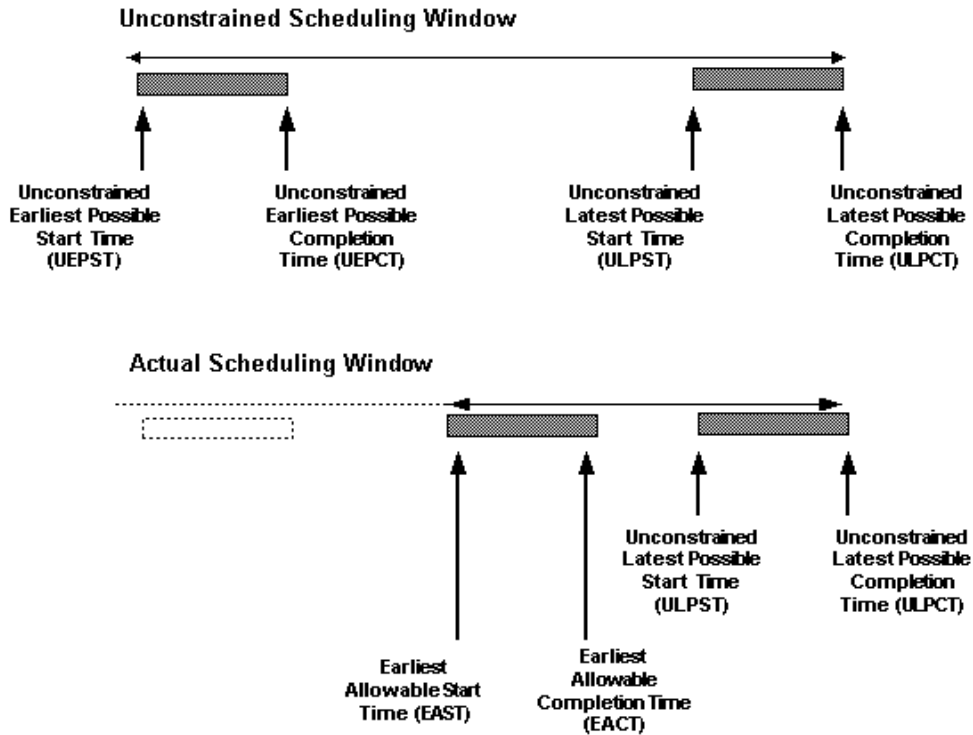 Unconstrained Scheduling Window
Unconstrained
Earliest Possible
Start Time
(UEPST)
Unconstrained
Earliest Possible
Completion
Time (UEPCT)
Unconstrained
Latest Possible
Start Time
(ULPST)
Unconstrained
Latest Possible
Completion
Time (ULPCT)
Actual Scheduling Window
Unconstrained
Latest Possible
Start Time
(ULPST)
Unconstrained
Latest Possible
Completion
Time (ULPCT)
Earliest
Allowable Start
Time (EAST)
Earliest
Allowable
Completion Time
(EACT)